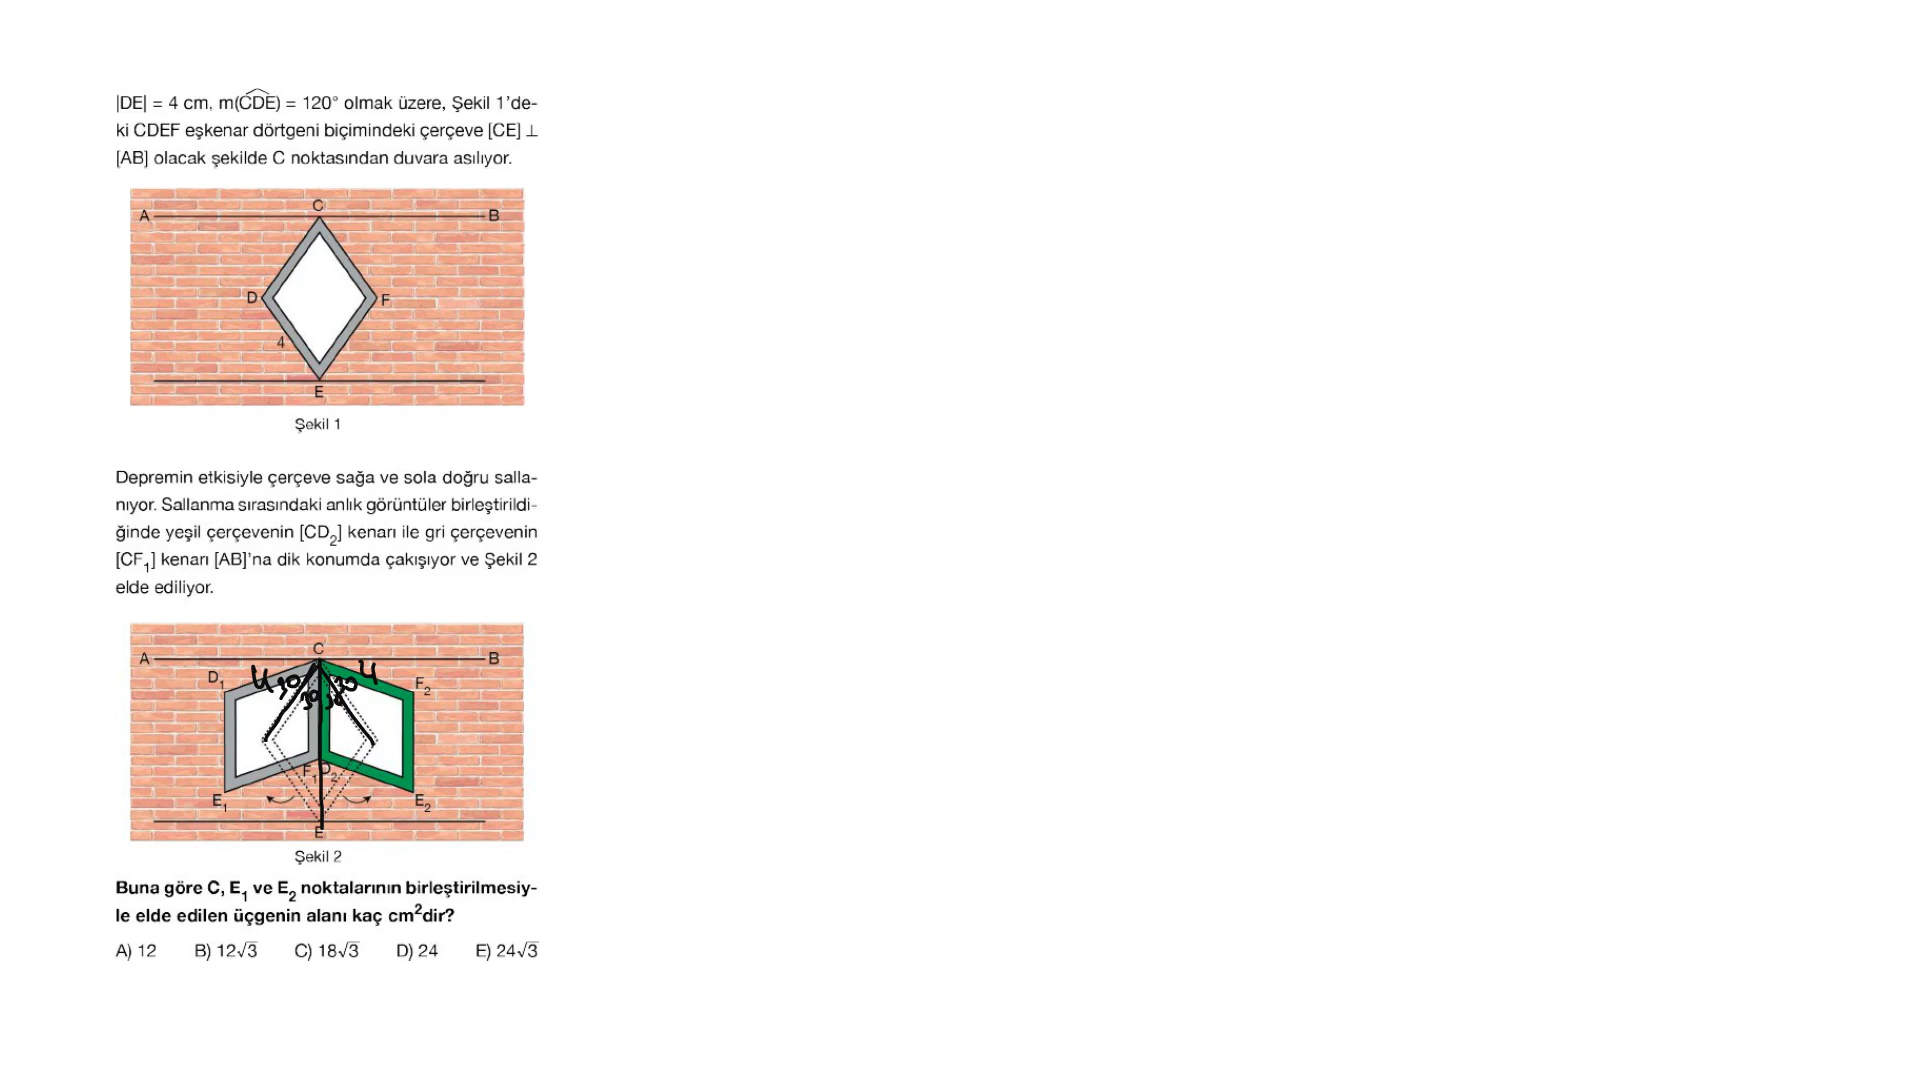 |DE| = 4 cm, m(CDE) = 120° olmak üzere, Şekil 1'de-
ki CDEF eşkenar dörtgeni biçimindeki çerçeve [CE] ⊥
[AB] olacak şekilde C noktasından duvara asılıyor.
C
A B
D F
4
E
Şekil 1
Depremin etkisiyle çerçeve sağa ve sola doğru salla-
nıyor. Sallanma sırasındaki anlık görüntüler birleştirildi-
ğinde yeşil çerçevenin [CD₂] kenarı ile gri çerçevenin
[CF₁] kenarı [AB]'na dik konumda çakışıyor ve Şekil 2
elde ediliyor.
C
A B
D₁ 4 30 30 4 F₂
30 30
F₁ D₂
E₁ E₂
E
Şekil 2
Buna göre C, E₁ ve E₂ noktalarının birleştirilmesiy-
le elde edilen üçgenin alanı kaç cm²dir?
A) 12 B) 12√3 C) 18√3 D) 24 E) 24√3